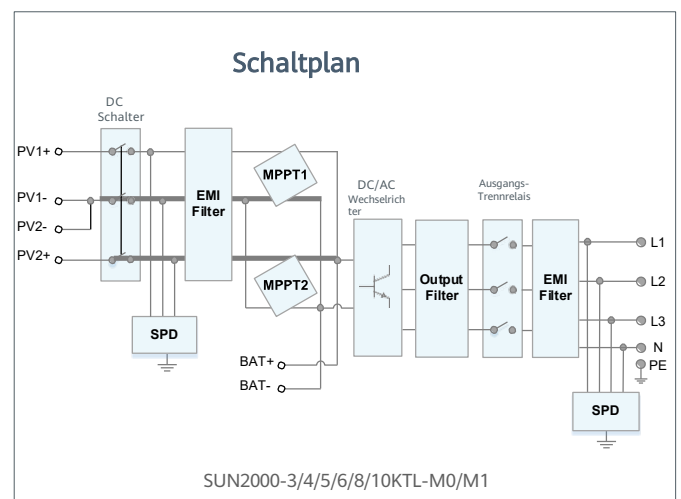 Schaltplan
DC
Schalter
PV1+
PV1-
PV2-
PV2+
EMI
Filter
MPPT1
MPPT2
SPD
BAT+
BAT-
DC/AC
Wechselrich
ter
Output
Filter
Ausgangs-
Trennrelais
EMI
Filter
L1
L2
L3
N
PE
SPD
SUN2000-3/4/5/6/8/10KTL-M0/M1